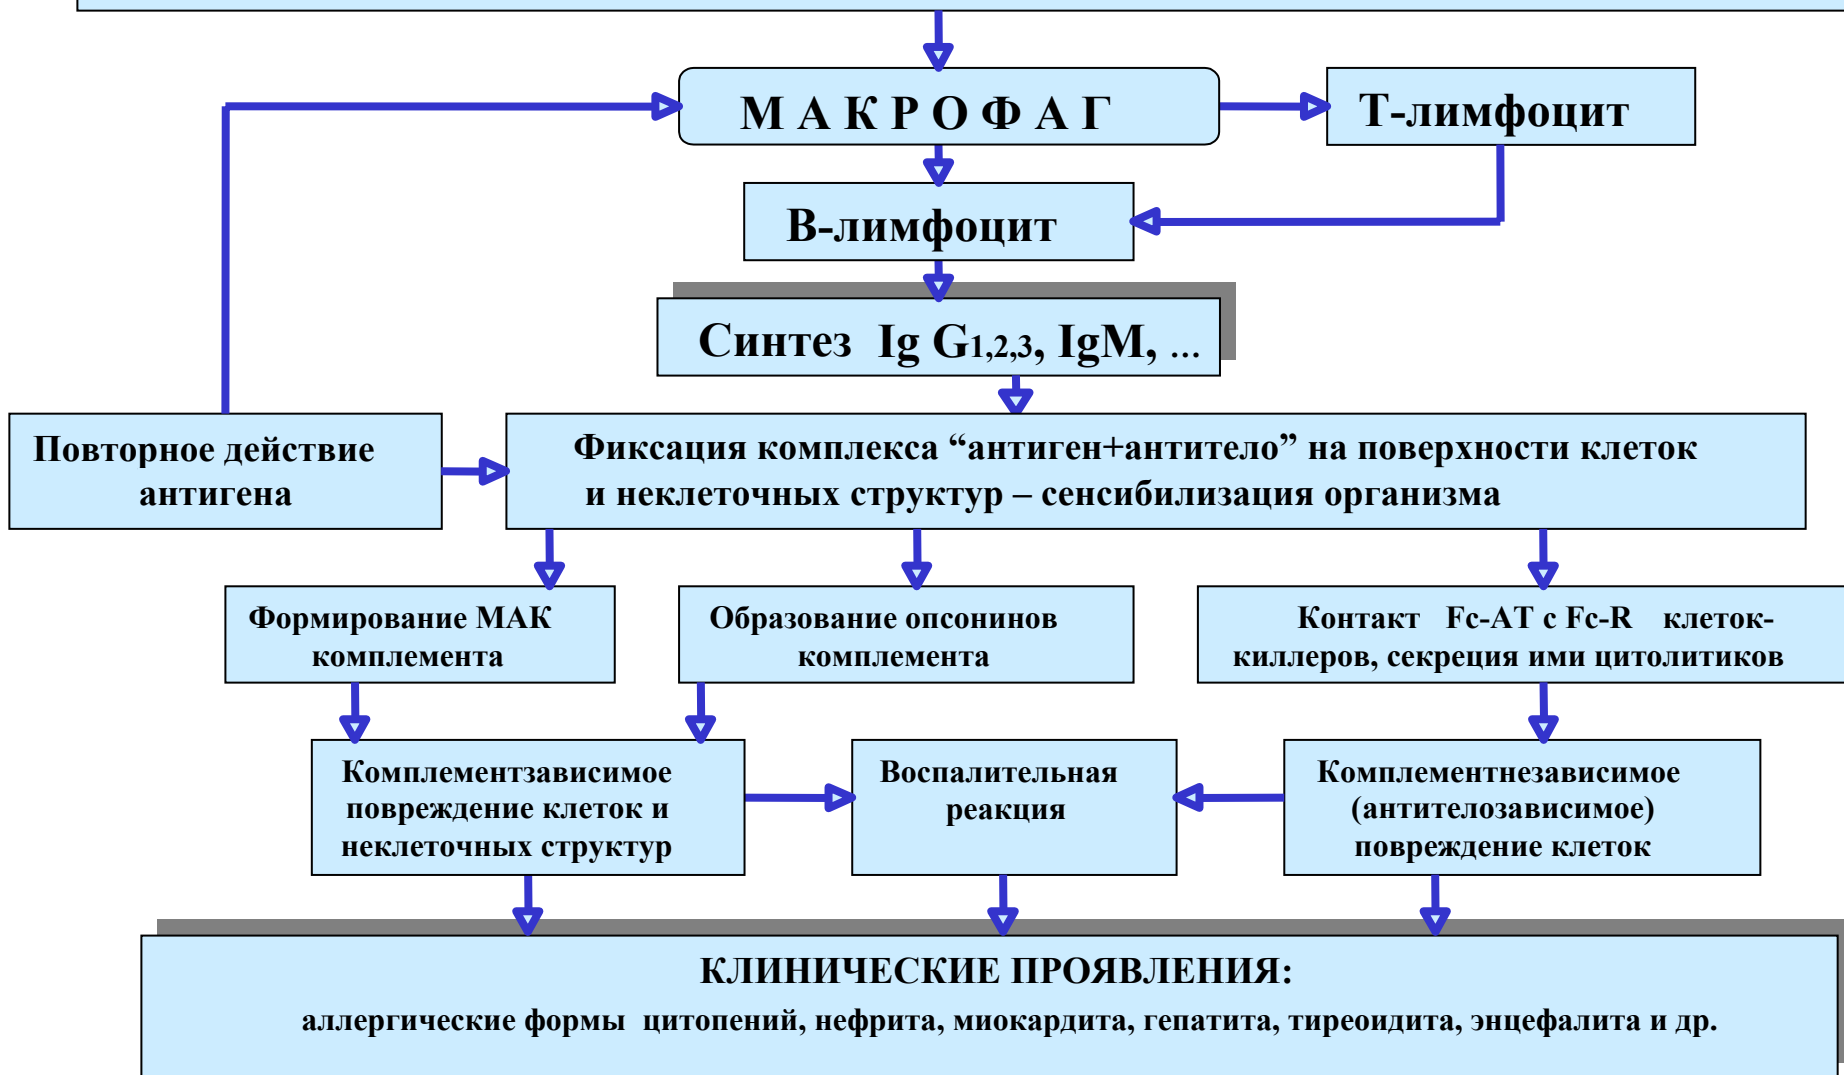 М А К Р О Ф А Г
Т-лимфоцит
В-лимфоцит
Синтез Ig G1,2,3, IgM, ...
Повторное действие
антигена
Фиксация комплекса “антиген+антитело” на поверхности клеток
и неклеточных структур – сенсибилизация организма
Формирование МАК
комплемента
Образование опсонинов
комплемента
Контакт Fc-АТ с Fc-R клеток-
киллеров, секреция ими цитолитиков
Комплементзависимое
повреждение клеток и
неклеточных структур
Воспалительная
реакция
Комплементнезависимое
(антителозависимое)
повреждение клеток
КЛИНИЧЕСКИЕ ПРОЯВЛЕНИЯ:
аллергические формы цитопений, нефрита, миокардита, гепатита, тиреоидита, энцефалита и др.